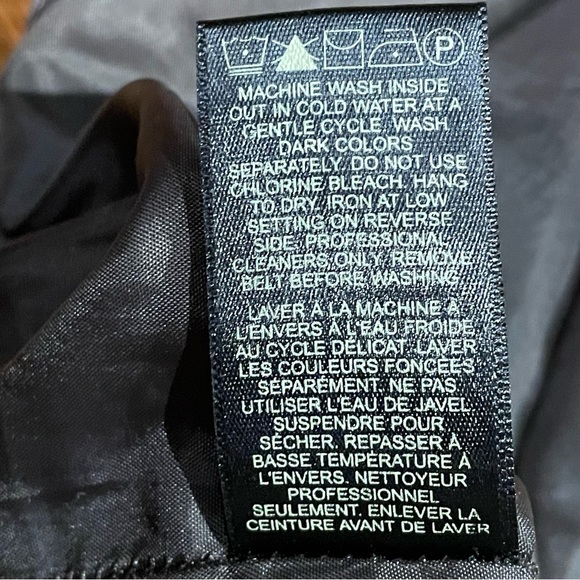 P
MACHINE WASH INSIDE
OUT IN COLD WATER AT A
GENTLE CYCLE. WASH
DARK COLORS
SEPARATELY. DO NOT USE
CHLORINE BLEACH. HANG
TO DRY. IRON AT LOW
SETTING ON REVERSE
SIDE. PROFESSIONAL
CLEANERS ONLY. REMOVE
BELT BEFORE WASHING.
LAVER À LA MACHINE À
L'ENVERS À L'EAU FROIDE
AU CYCLE DELICAT. LAVER
LES COULEURS FONCÉES
SÉPARÉMENT. NE PAS
UTILISER L'EAU DE JAVEL
SUSPENDRE POUR
SÉCHER. REPASSER À
BASSE TEMPÉRATURE À
L'ENVERS. NETTOYEUR
PROFESSIONNEL
SEULEMENT. ENLEVER LA
CEINTURE AVANT DE LAVER